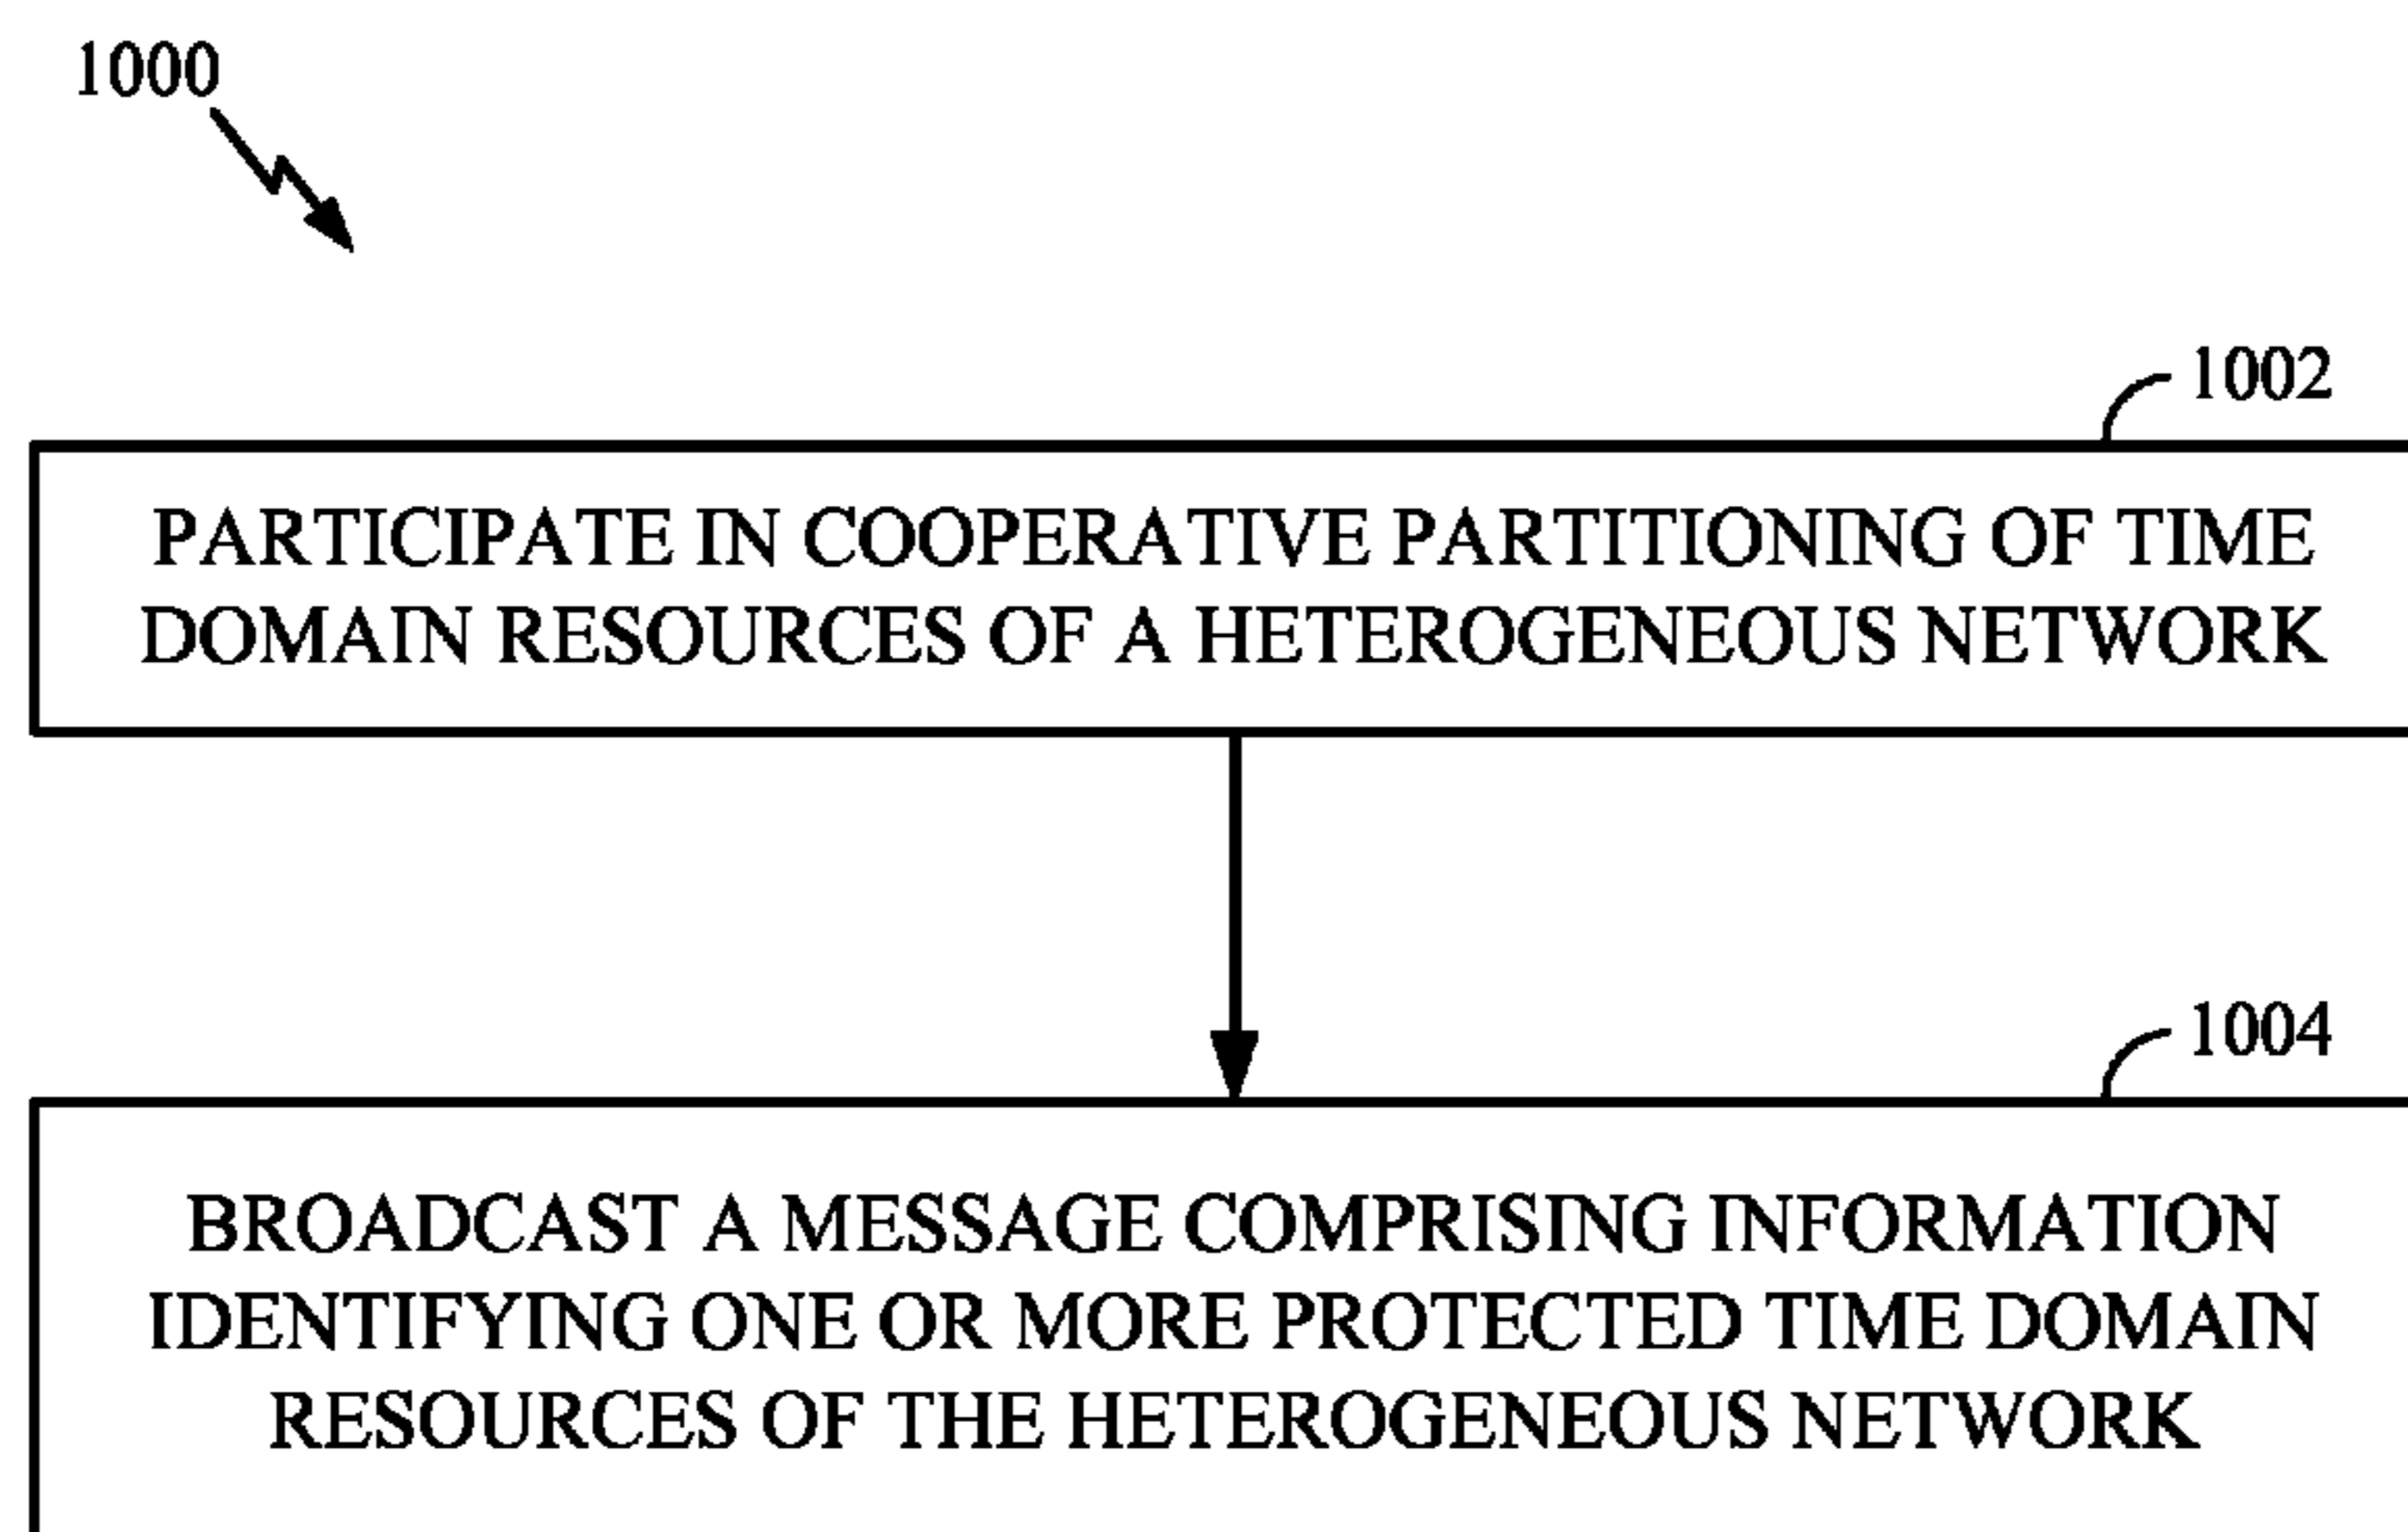 1000
1002
PARTICIPATE IN COOPERATIVE PARTITIONING OF TIME
DOMAIN RESOURCES OF A HETEROGENEOUS NETWORK
1004
BROADCAST A MESSAGE COMPRISING INFORMATION
IDENTIFYING ONE OR MORE PROTECTED TIME DOMAIN
RESOURCES OF THE HETEROGENEOUS NETWORK